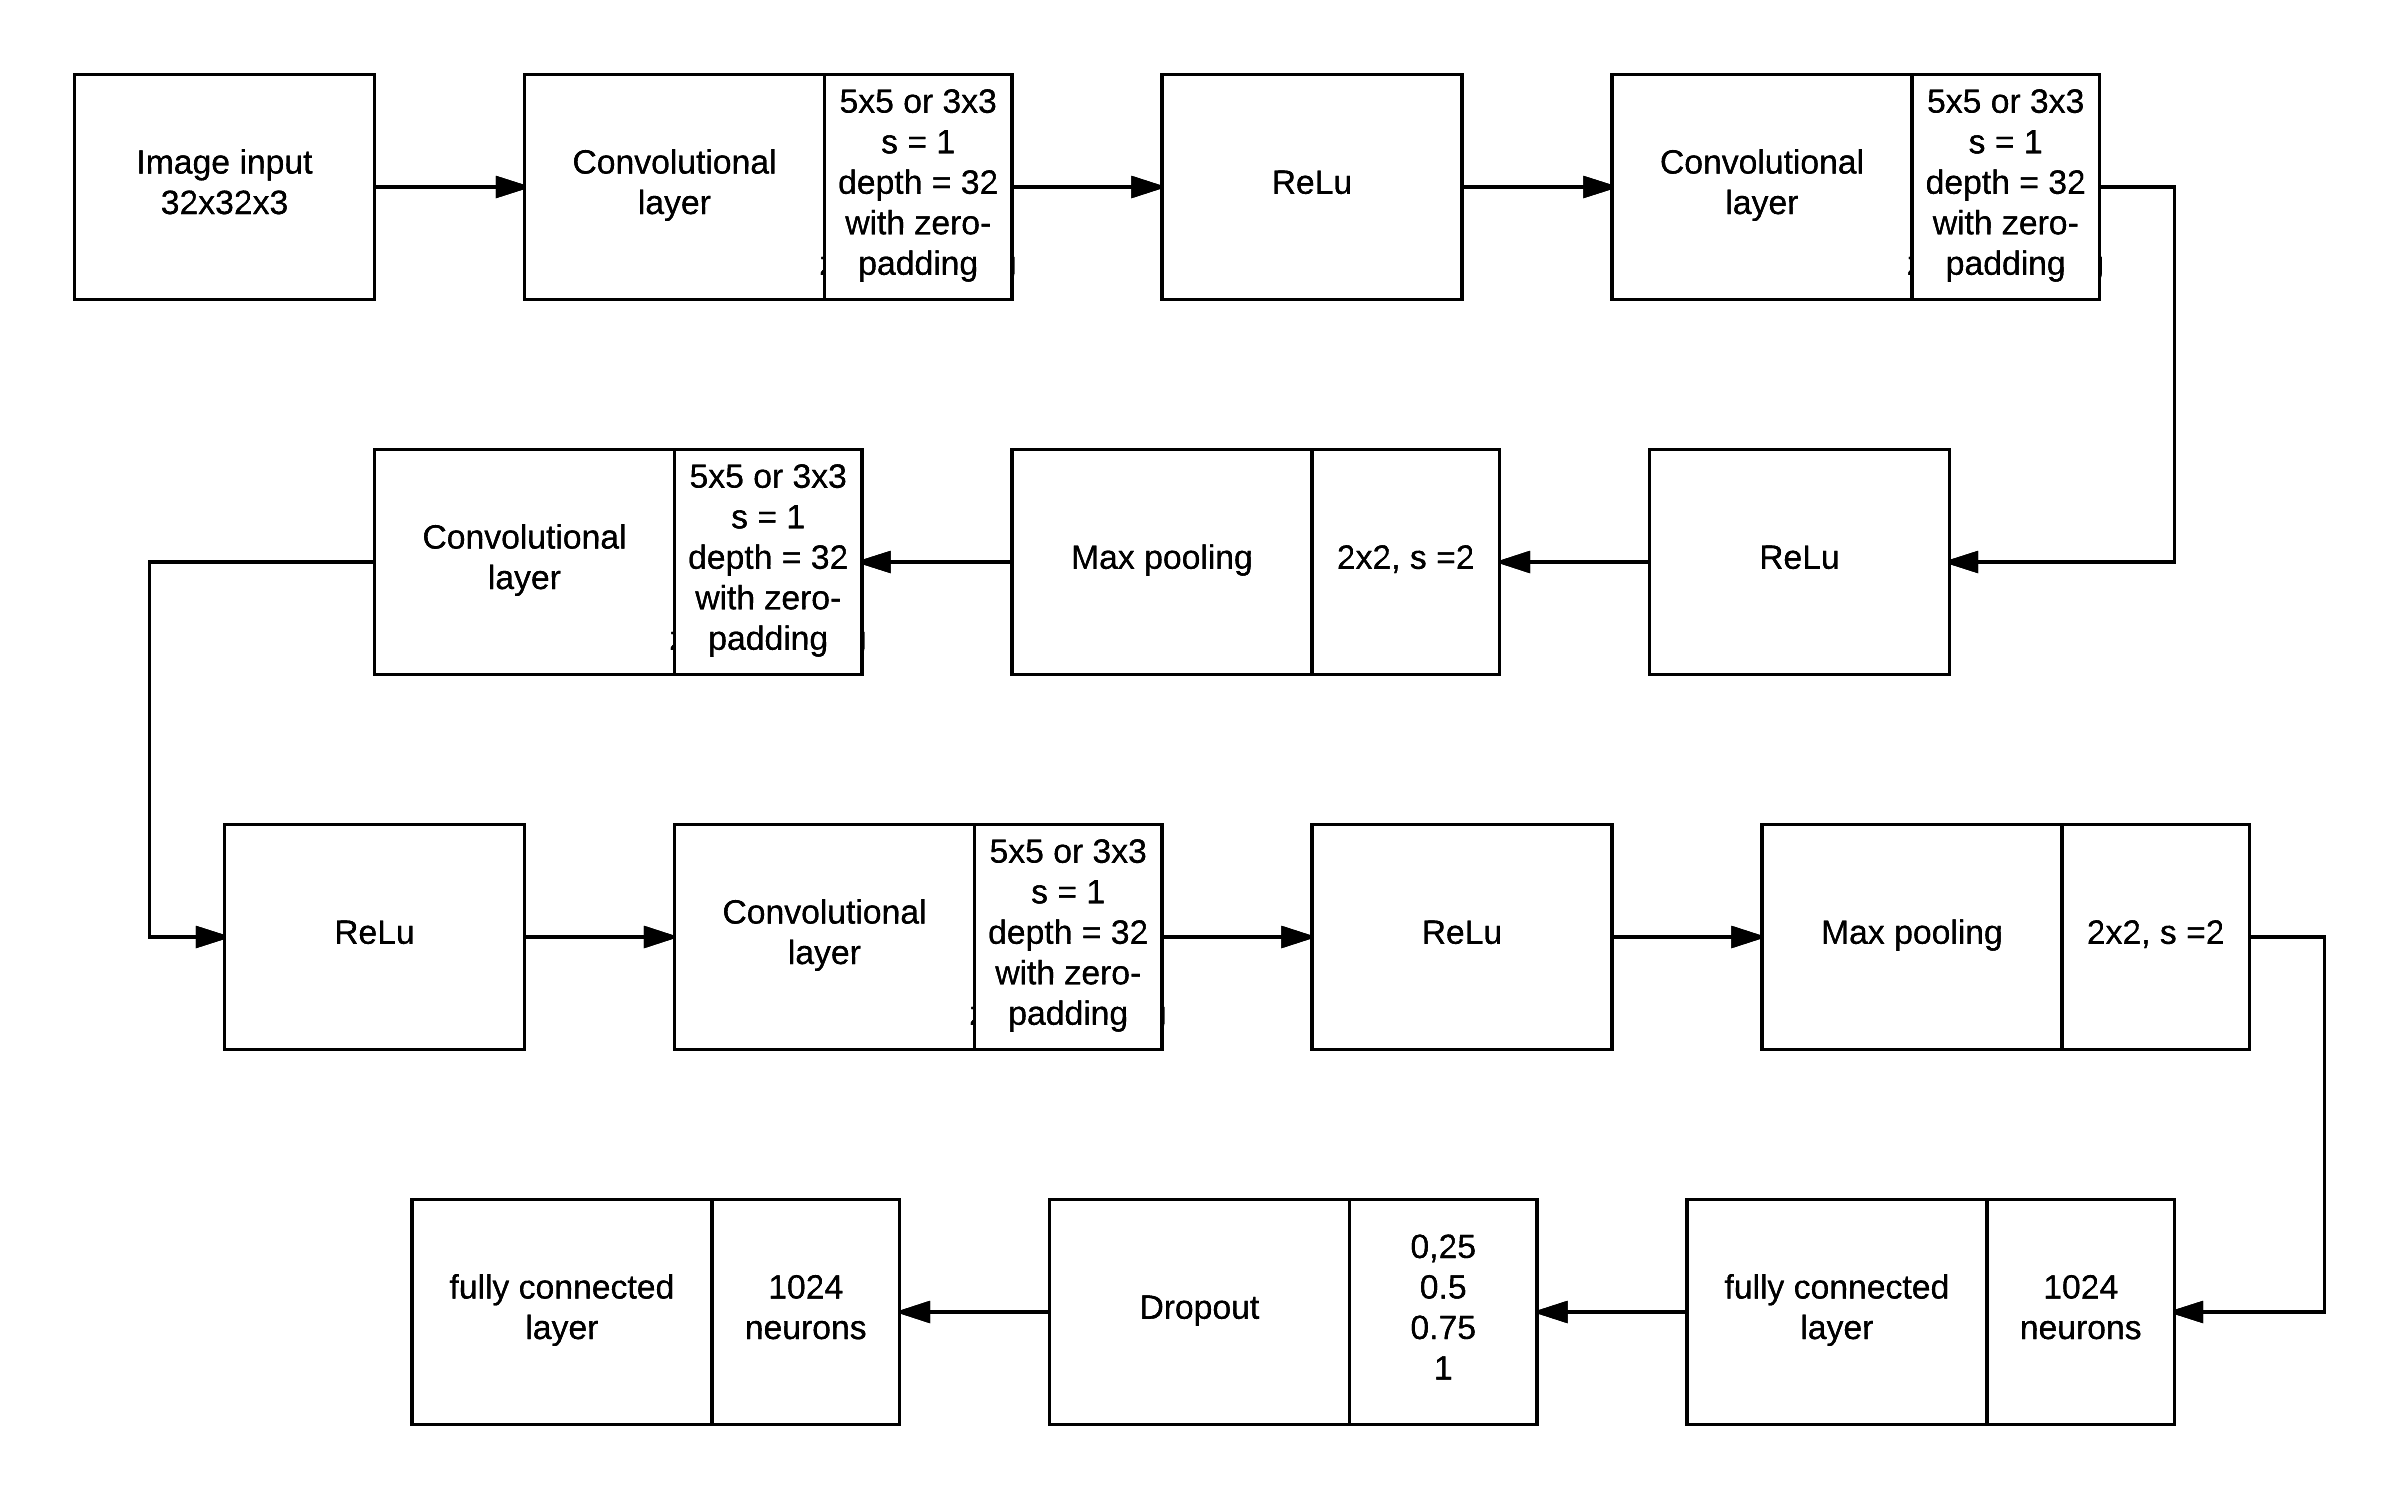 Image input
32x32x3
Convolutional
layer
5x5 or 3x3
s = 1
depth = 32
with zero-
padding
ReLu
Convolutional
layer
5x5 or 3x3
s = 1
depth = 32
with zero-
padding
ReLu
Max pooling
2x2, s =2
Convolutional
layer
5x5 or 3x3
s = 1
depth = 32
with zero-
padding
ReLu
Convolutional
layer
5x5 or 3x3
s = 1
depth = 32
with zero-
padding
ReLu
Max pooling
2x2, s =2
fully connected
layer
1024
neurons
Dropout
0,25
0.5
0.75
1
fully connected
layer
1024
neurons